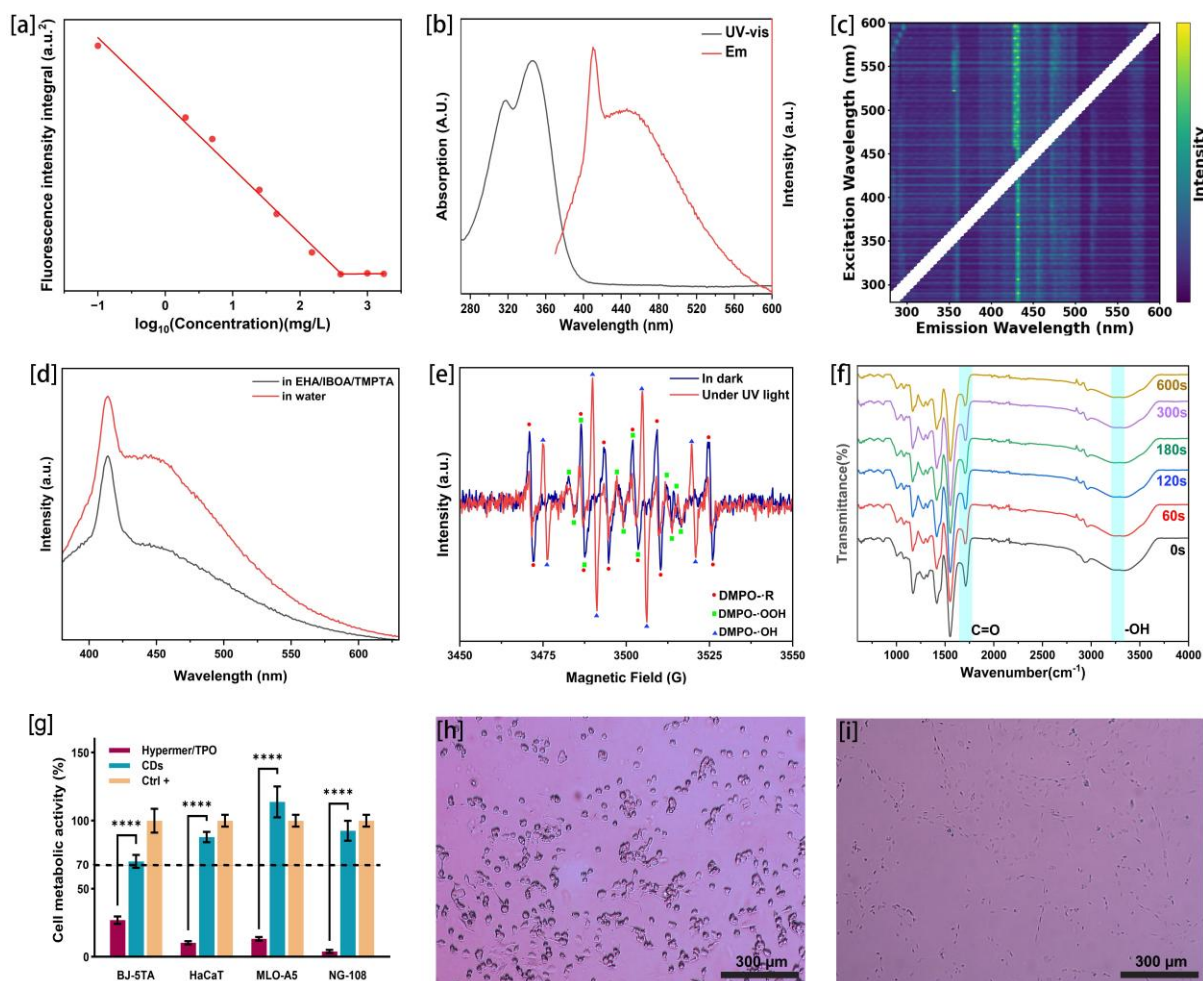 [a]
Fluorescence intensity integral (a.u.²)
−1 0 1 2 3
log₁₀(Concentration)(mg/L)
[b]
UV-vis
Em
Absorption (A.U.)
Intensity (a.u.)
280 320 360 400 440 480 520 560 600
Wavelength (nm)
[c]
600
550
500
450
400
350
300
Excitation Wavelength (nm)
300 350 400 450 500 550 600
Emission Wavelength (nm)
Intensity
[d]
in EHA/IBOA/TMPTA
in water
Intensity (a.u.)
400 450 500 550 600
Wavelength (nm)
[e]
In dark
Under UV light
Intensity (a.u.)
DMPO-·R
DMPO-·OOH
DMPO-·OH
3450 3475 3500 3525 3550
Magnetic Field (G)
[f]
600s
300s
180s
120s
60s
0s
Transmittance(%)
C=O
-OH
1000 1500 2000 2500 3000 3500 4000
Wavenumber(cm⁻¹)
[g]
Hypermer/TPO
CDs
Ctrl +
Cell metabolic activity (%)
150
100
70
50
0
****
****
****
****
BJ-5TA HaCaT MLO-A5 NG-108
[h]
300 µm
[i]
300 µm